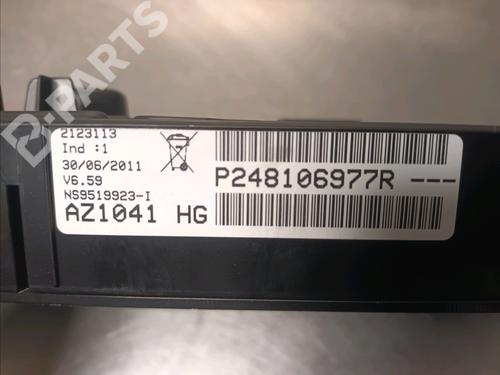 B-PARTS
2123113
Ind :1
30/06/2011
V6.59
NS9519923-I
AZ1041 HG
P248106977R ---